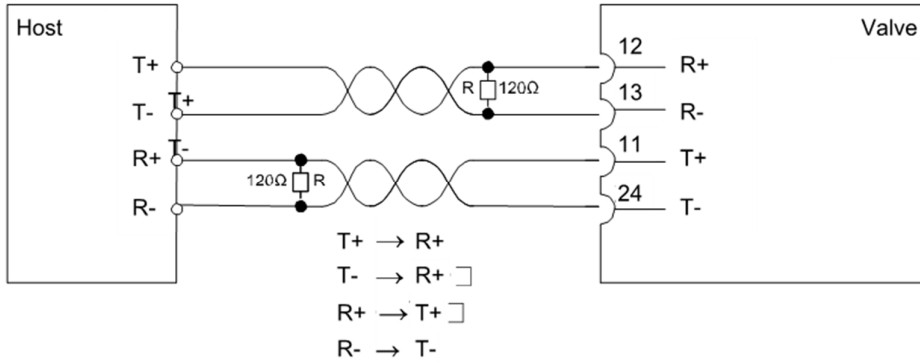 Host
Valve
T+
12
R+
R
120Ω
T+
T-
13
R-
T-
R+
11
T+
120Ω
R
R-
24
T-
T+ → R+
T- → R+
R+ → T+
R- → T-